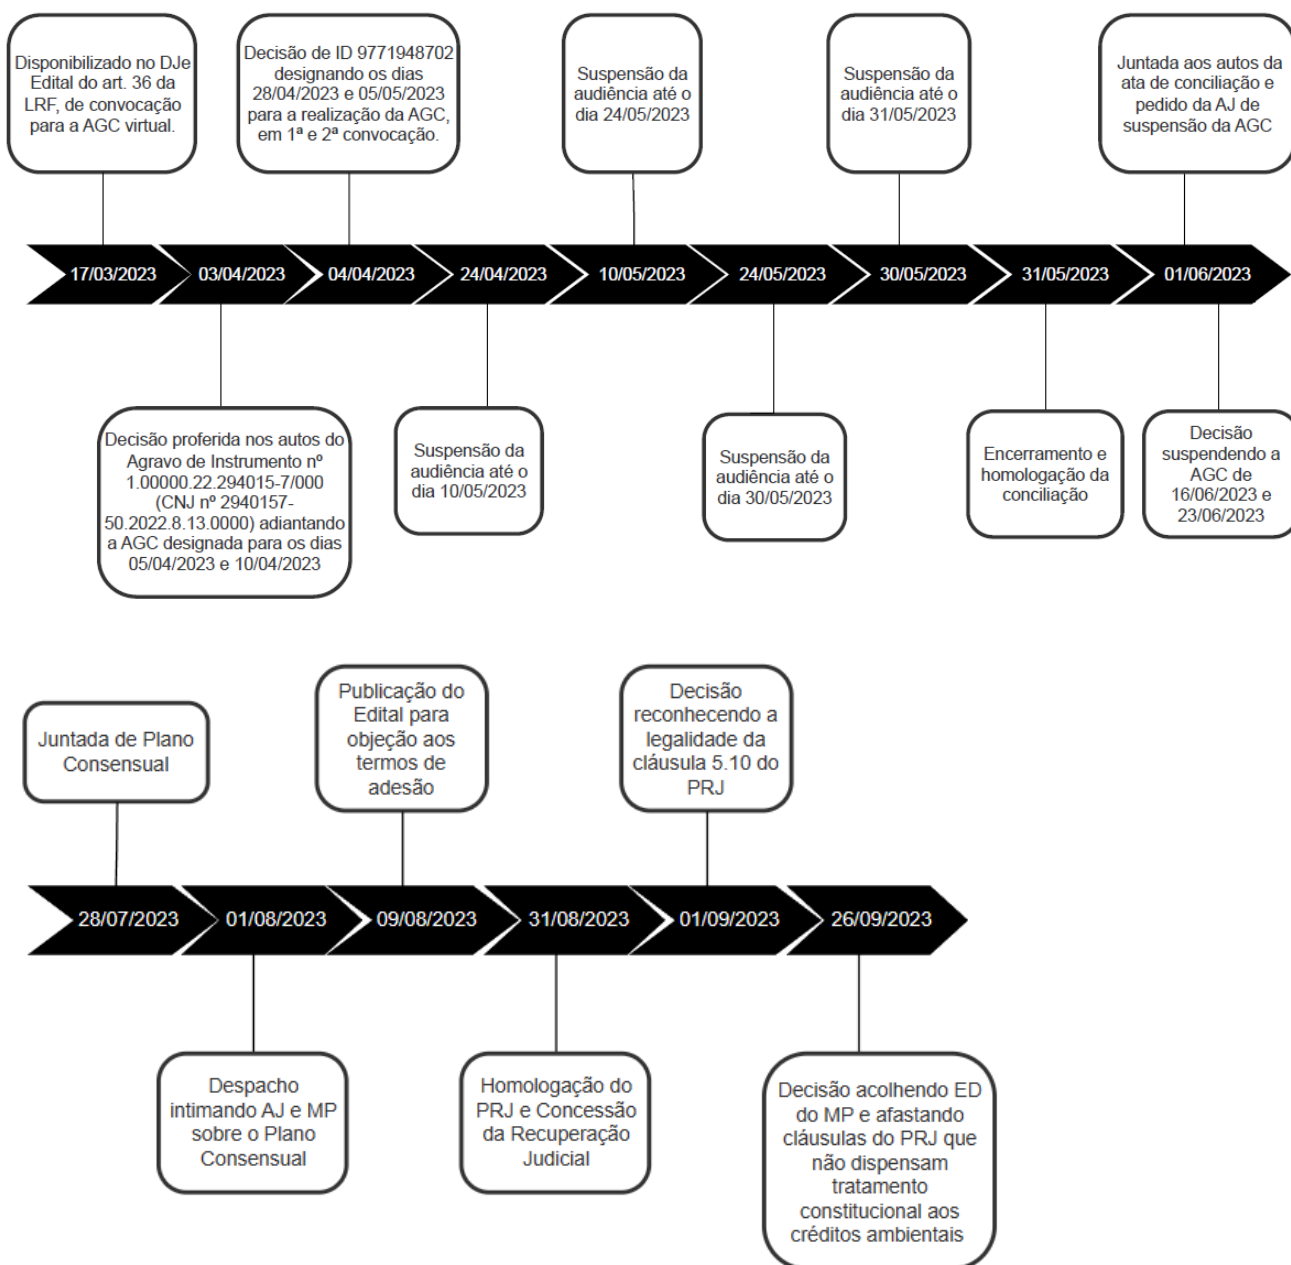 Disponibilizado no DJe
Edital do art. 36 da
LRF, de convocação
para a AGC virtual.
Decisão de ID 9771948702
designando os dias
28/04/2023 e 05/05/2023
para a realização da AGC,
em 1ª e 2ª convocação.
Suspensão da
audiência até o
dia 24/05/2023
Suspensão da
audiência até o
dia 31/05/2023
Juntada aos autos da
ata de conciliação e
pedido da AJ de
suspensão da AGC
17/03/2023
03/04/2023
04/04/2023
24/04/2023
10/05/2023
24/05/2023
30/05/2023
31/05/2023
01/06/2023
Decisão proferida nos autos do
Agravo de Instrumento nº
1.00000.22.294015-7/000
(CNJ nº 2940157-
50.2022.8.13.0000) adiantando
a AGC designada para os dias
05/04/2023 e 10/04/2023
Suspensão da
audiência até o
dia 10/05/2023
Suspensão da
audiência até o
dia 30/05/2023
Encerramento e
homologação da
conciliação
Decisão
suspendendo a
AGC de
16/06/2023 e
23/06/2023
Juntada de Plano
Consensual
Publicação do
Edital para
objeção aos
termos de
adesão
Decisão
reconhecendo a
legalidade da
cláusula 5.10 do
PRJ
28/07/2023
01/08/2023
09/08/2023
31/08/2023
01/09/2023
26/09/2023
Despacho
intimando AJ e MP
sobre o Plano
Consensual
Homologação do
PRJ e Concessão
da Recuperação
Judicial
Decisão acolhendo ED
do MP e afastando
cláusulas do PRJ que
não dispensam
tratamento
constitucional aos
créditos ambientais